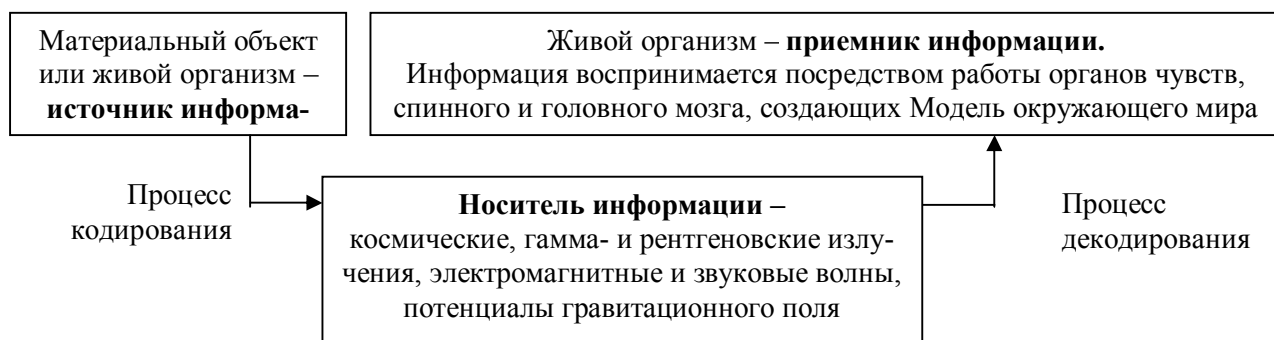 Материальный объект
или живой организм –
источник информа-
Живой организм – приемник информации.
Информация воспринимается посредством работы органов чувств,
спинного и головного мозга, создающих Модель окружающего мира
Процесс
кодирования
Носитель информации –
космические, гамма- и рентгеновские излу-
чения, электромагнитные и звуковые волны,
потенциалы гравитационного поля
Процесс
декодирования